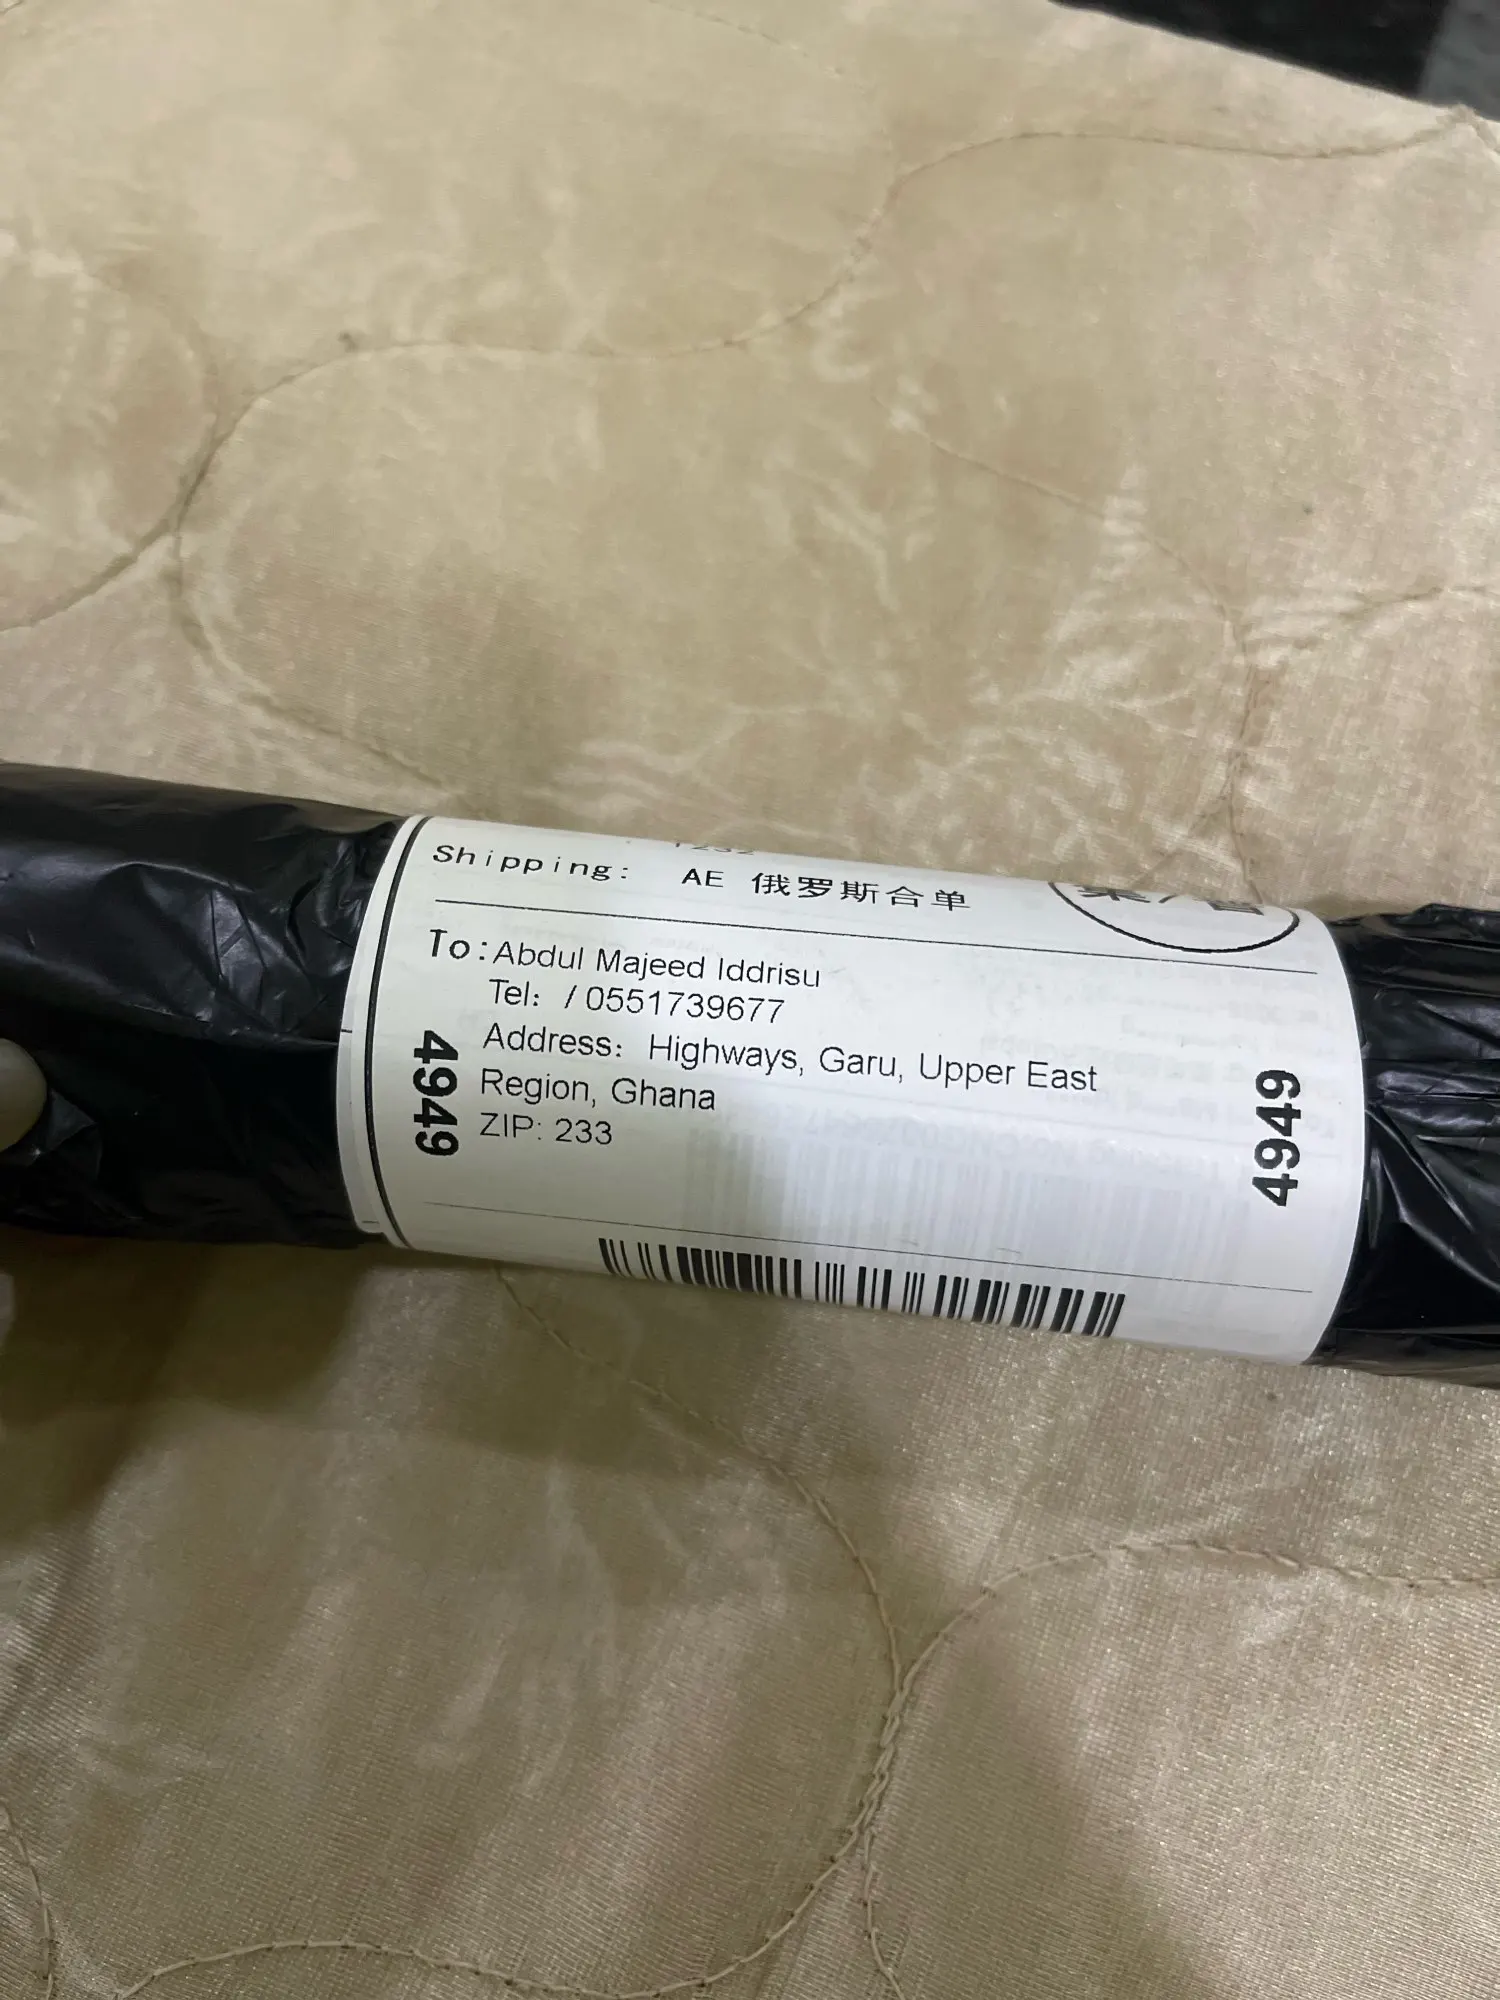 Shipping: AE 俄罗斯合单
To: Abdul Majeed Iddrisu
Tel: / 0551739677
Address: Highways, Garu, Upper East
Region, Ghana
ZIP: 233
4949
4949